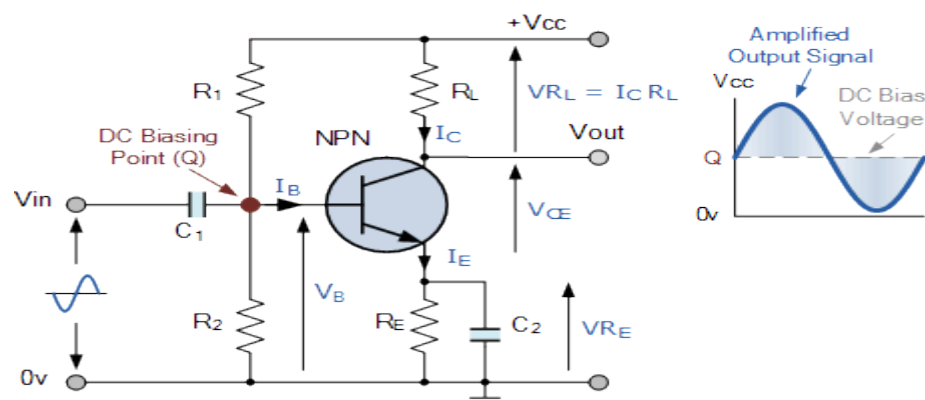 +Vcc
R1
RL
VRL = IC RL
DC Biasing
Point (Q)
NPN
IC
Vout
Vin
IB
C1
VCE
IE
VB
R2
RE
C2
VRE
0v
Amplified
Output Signal
Vcc
DC Bias
Voltage
Q
0v